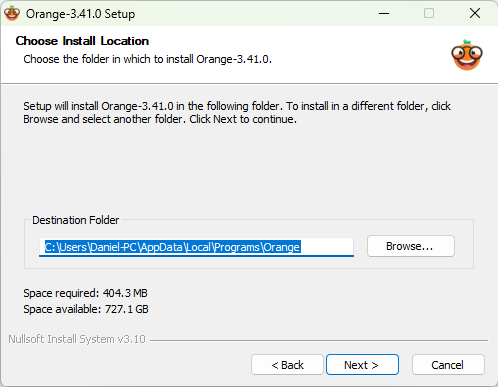 Orange-3.41.0 Setup
Choose Install Location
Choose the folder in which to install Orange-3.41.0.
Setup will install Orange-3.41.0 in the following folder. To install in a different folder, click
Browse and select another folder. Click Next to continue.
Destination Folder
C:\Users\Daniel-PC\AppData\Local\Programs\Orange
Browse...
Space required: 404.3 MB
Space available: 727.1 GB
Nullsoft Install System v3.10
< Back
Next >
Cancel